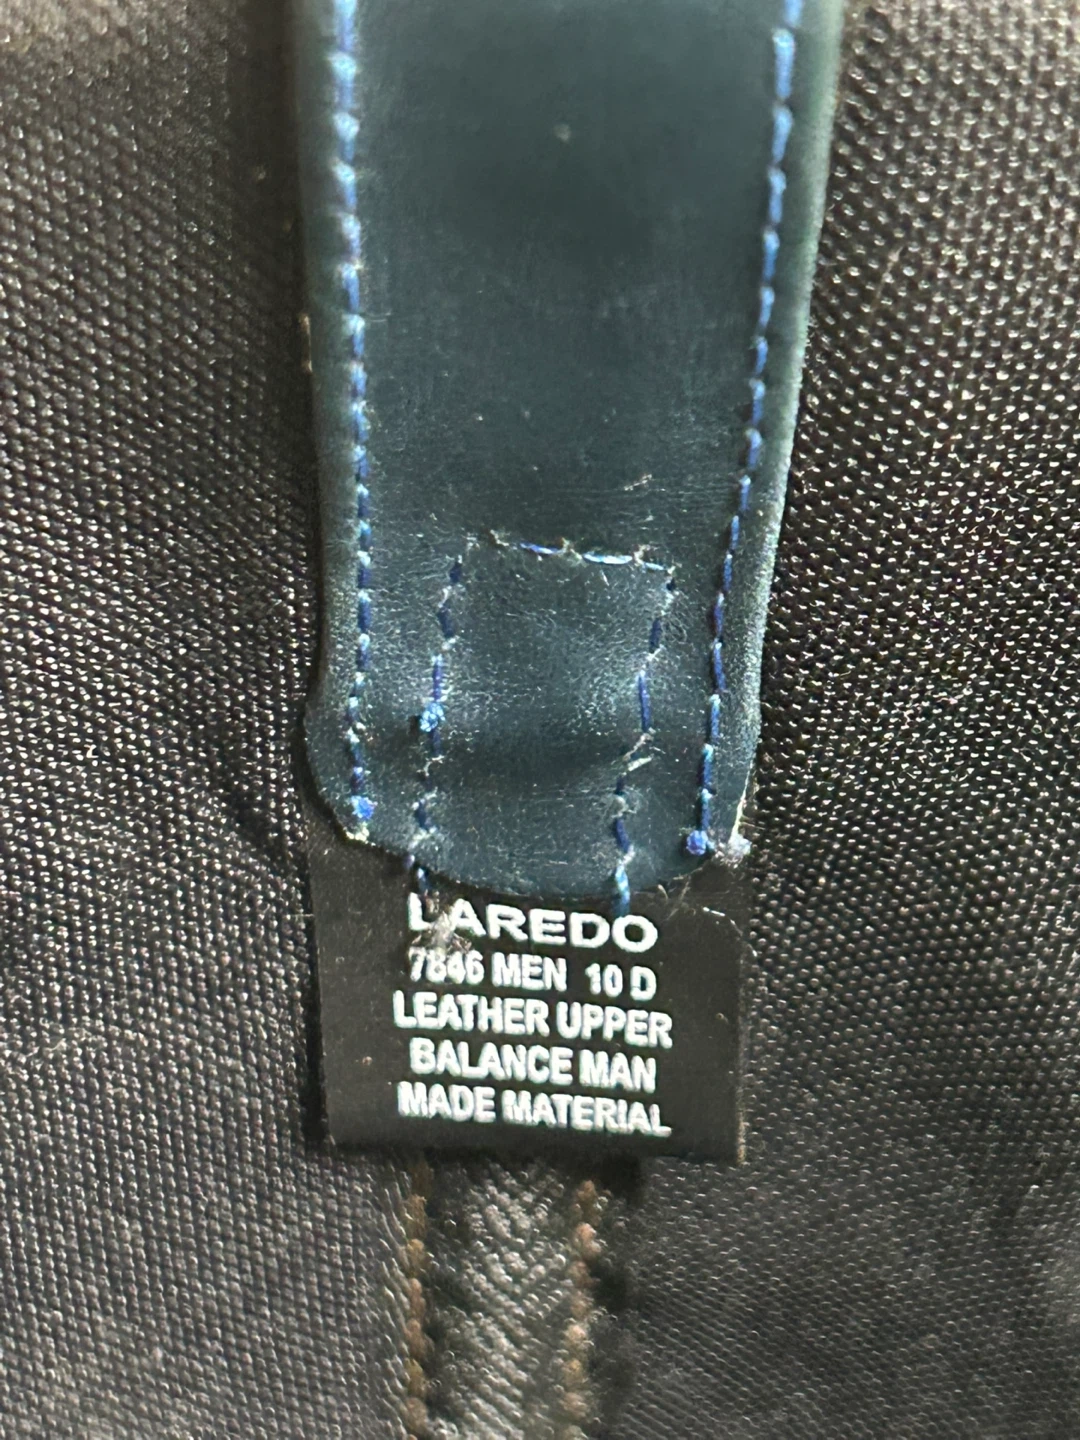 LAREDO
7846 MEN 10 D
LEATHER UPPER
BALANCE MAN
MADE MATERIAL